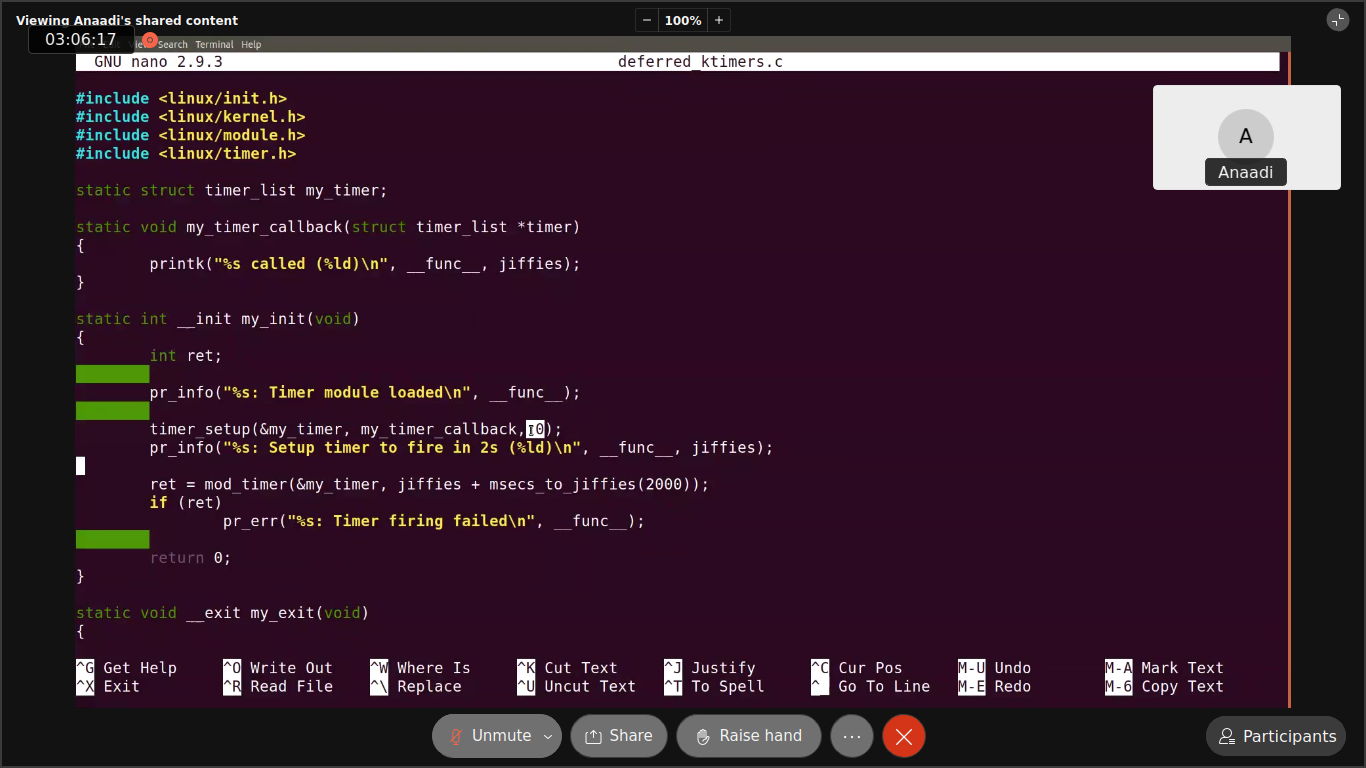 Viewing Anaadi's shared content
− 100% +
03:06:17
View Search Terminal Help
GNU nano 2.9.3 deferred_ktimers.c
#include <linux/init.h>
#include <linux/kernel.h>
#include <linux/module.h>
#include <linux/timer.h>
A
Anaadi
static struct timer_list my_timer;
static void my_timer_callback(struct timer_list *timer)
{
printk("%s called (%ld)\n", __func__, jiffies);
}
static int __init my_init(void)
{
int ret;
pr_info("%s: Timer module loaded\n", __func__);
timer_setup(&my_timer, my_timer_callback, 0);
pr_info("%s: Setup timer to fire in 2s (%ld)\n", __func__, jiffies);
ret = mod_timer(&my_timer, jiffies + msecs_to_jiffies(2000));
if (ret)
pr_err("%s: Timer firing failed\n", __func__);
return 0;
}
static void __exit my_exit(void)
{
^G Get Help ^O Write Out ^W Where Is ^K Cut Text ^J Justify ^C Cur Pos M-U Undo M-A Mark Text
^X Exit ^R Read File ^\ Replace ^U Uncut Text ^T To Spell ^_ Go To Line M-E Redo M-6 Copy Text
Unmute Share Raise hand ... Participants